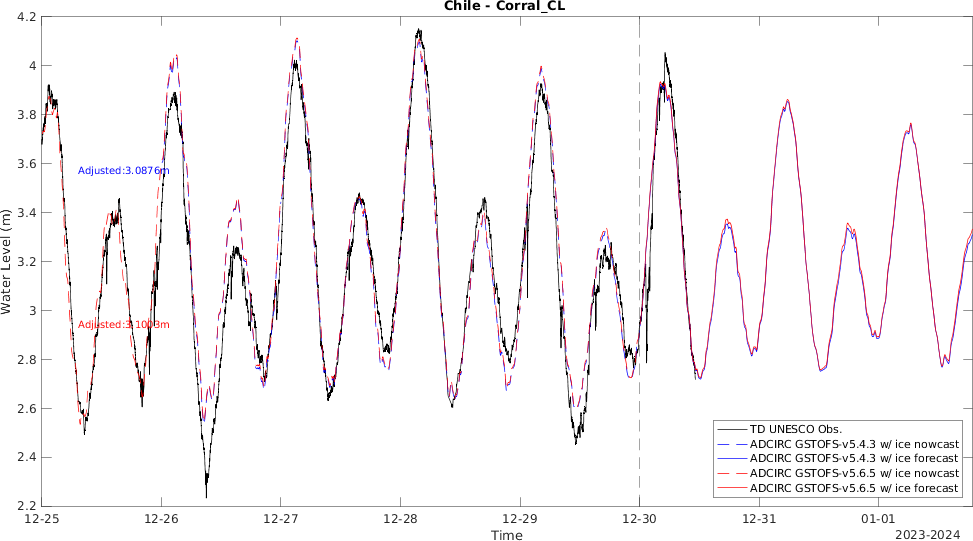 Chile - Corral_CL
4.2
4
3.8
3.6
3.4
3.2
3
2.8
2.6
2.4
2.2
Water Level (m)
Adjusted:3.0876m
Adjusted:3.1003m
TD UNESCO Obs.
ADCIRC GSTOFS-v5.4.3 w/ ice nowcast
ADCIRC GSTOFS-v5.4.3 w/ ice forecast
ADCIRC GSTOFS-v5.6.5 w/ ice nowcast
ADCIRC GSTOFS-v5.6.5 w/ ice forecast
12-25 12-26 12-27 12-28 12-29 12-30 12-31 01-01
Time
2023-2024